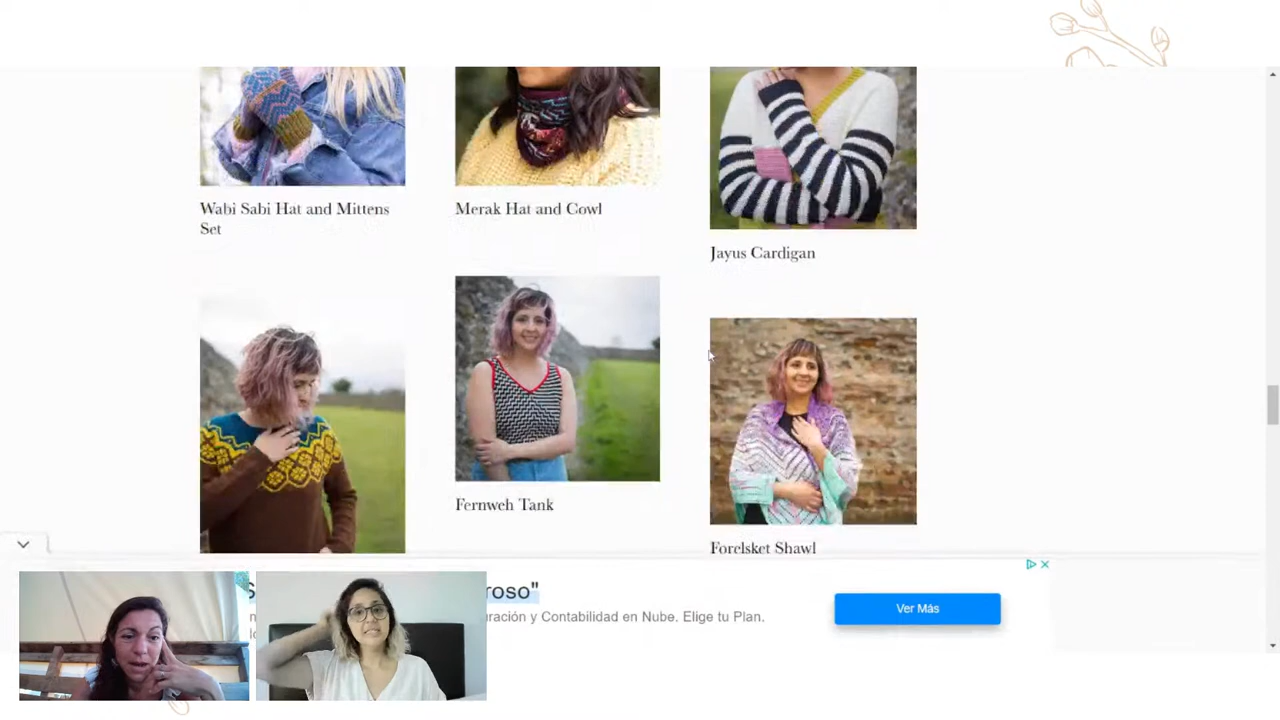 Wabi Sabi Hat and Mittens
Set
Merak Hat and Cowl
Jayus Cardigan
Fernweh Tank
Forelsket Shawl
roso"
uración y Contabilidad en Nube. Elige tu Plan.
Ver Más